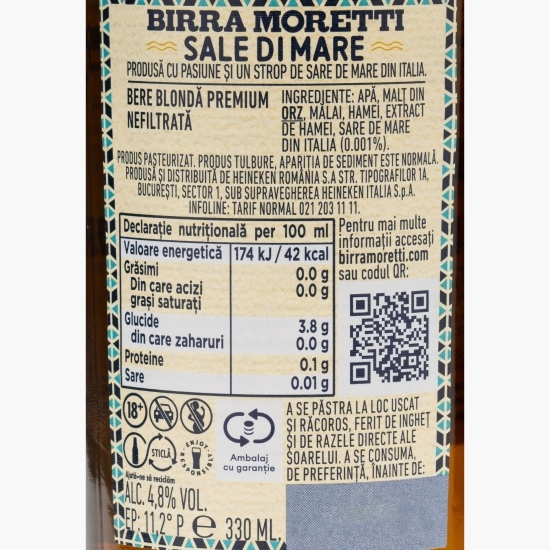 BIRRA MORETTI
SALE DI MARE
PRODUSĂ CU PASIUNE ȘI UN STROP DE SARE DE MARE DIN ITALIA.
BERE BLONDĂ PREMIUM
NEFILTRATĂ
INGREDIENTE: APĂ, MALȚ DIN
ORZ, MĂLAI, HAMEI, EXTRACT
DE HAMEI, SARE DE MARE
DIN ITALIA (0.001%).
PRODUS PASTEURIZAT. PRODUS TULBURE, APARIȚIA DE SEDIMENT ESTE NORMALĂ.
PRODUSĂ ȘI DISTRIBUITĂ DE HEINEKEN ROMÂNIA S.A STR. TIPOGRAFILOR 1A,
BUCUREȘTI, SECTOR 1, SUB SUPRAVEGHEREA HEINEKEN ITALIA S.p.A.
INFOLINE: TARIF NORMAL 021 203 11 11.
Declarație nutrițională per 100 ml
Valoare energetică 174 kJ / 42 kcal
Grăsimi 0.0 g
Din care acizi
grași saturați 0.0 g
Glucide 3.8 g
din care zaharuri 0.0 g
Proteine 0.1 g
Sare 0.01 g
Pentru mai multe
informații accesați
birramoretti.com
sau codul QR:
18+
STICLĂ
ENJOY
RESPONSIBLY
Ajută-ne să reciclăm
Ambalaj
cu garanție
A SE PĂSTRA LA LOC USCAT
ȘI RĂCOROS, FERIT DE ÎNGHEȚ
ȘI DE RAZELE DIRECTE ALE
SOARELUI. A SE CONSUMA,
DE PREFERINȚĂ, ÎNAINTE DE:
ALC. 4,8% VOL.
EP: 11,2° P e 330 ML.